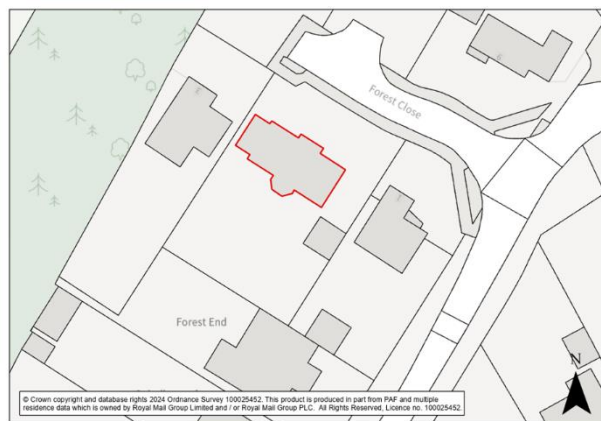 Forest Close
Forest End
N
© Crown copyright and database rights 2024 Ordnance Survey 100025452. This product is produced in part from PAF and multiple
residence data which is owned by Royal Mail Group Limited and / or Royal Mail Group PLC. All Rights Reserved, Licence no. 100025452.